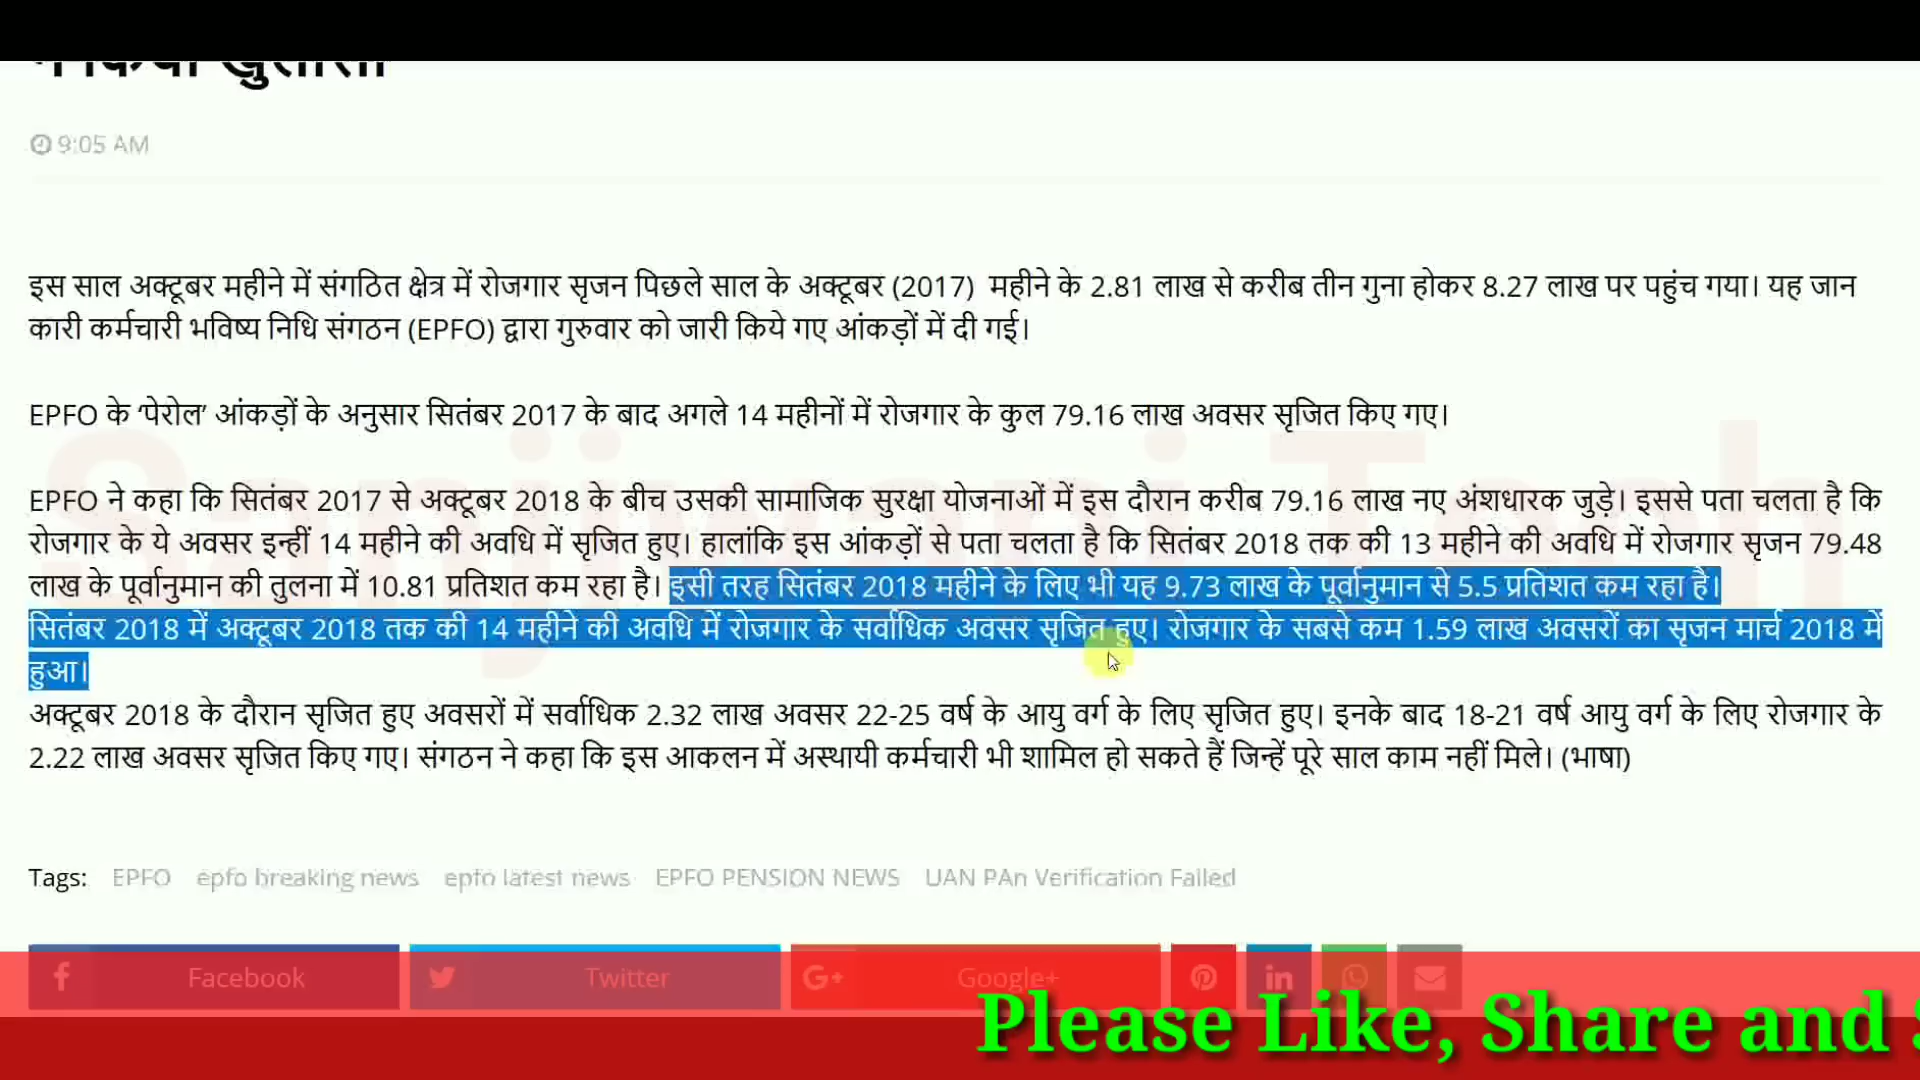 9:05 AM
इस साल अक्टूबर महीने में संगठित क्षेत्र में रोजगार सृजन पिछले साल के अक्टूबर (2017) महीने के 2.81 लाख से करीब तीन गुना होकर 8.27 लाख पर पहुंच गया। यह जान
कारी कर्मचारी भविष्य निधि संगठन (EPFO) द्वारा गुरुवार को जारी किये गए आंकड़ों में दी गई।
EPFO के ‘पेरोल’ आंकड़ों के अनुसार सितंबर 2017 के बाद अगले 14 महीनों में रोजगार के कुल 79.16 लाख अवसर सृजित किए गए।
EPFO ने कहा कि सितंबर 2017 से अक्टूबर 2018 के बीच उसकी सामाजिक सुरक्षा योजनाओं में इस दौरान करीब 79.16 लाख नए अंशधारक जुड़े। इससे पता चलता है कि
रोजगार के ये अवसर इन्हीं 14 महीने की अवधि में सृजित हुए। हालांकि इस आंकड़ों से पता चलता है कि सितंबर 2018 तक की 13 महीने की अवधि में रोजगार सृजन 79.48
लाख के पूर्वानुमान की तुलना में 10.81 प्रतिशत कम रहा है। इसी तरह सितंबर 2018 महीने के लिए भी यह 9.73 लाख के पूर्वानुमान से 5.5 प्रतिशत कम रहा है।
सितंबर 2018 में अक्टूबर 2018 तक की 14 महीने की अवधि में रोजगार के सर्वाधिक अवसर सृजित हुए। रोजगार के सबसे कम 1.59 लाख अवसरों का सृजन मार्च 2018 में
हुआ।
अक्टूबर 2018 के दौरान सृजित हुए अवसरों में सर्वाधिक 2.32 लाख अवसर 22-25 वर्ष के आयु वर्ग के लिए सृजित हुए। इनके बाद 18-21 वर्ष आयु वर्ग के लिए रोजगार के
2.22 लाख अवसर सृजित किए गए। संगठन ने कहा कि इस आकलन में अस्थायी कर्मचारी भी शामिल हो सकते हैं जिन्हें पूरे साल काम नहीं मिले। (भाषा)
Sanjiwani Tech
Tags: EPFO epfo breaking news epfo latest news EPFO PENSION NEWS UAN PAn Verification Failed
Facebook Twitter Google+
Please Like, Share and